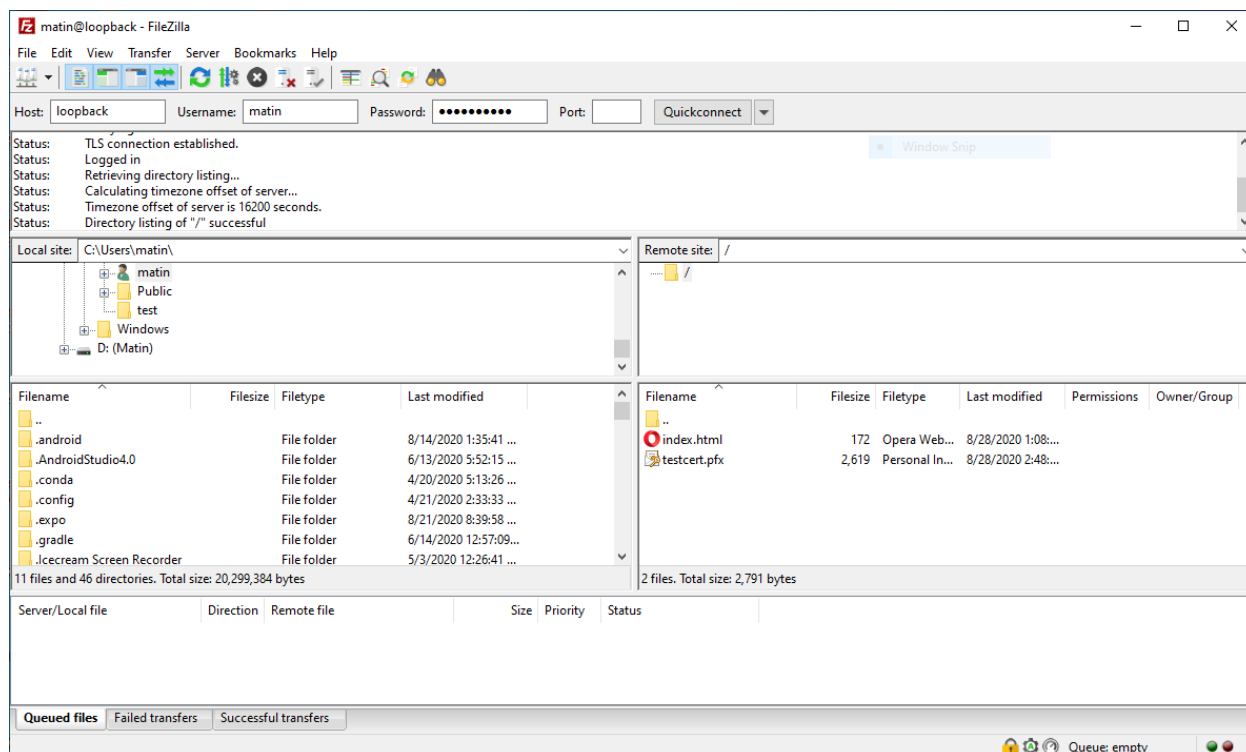 matin@loopback - FileZilla
File Edit View Transfer Server Bookmarks Help
Host: loopback Username: matin Password: ●●●●●●●●●● Port: Quickconnect
Status: TLS connection established.
Status: Logged in
Status: Retrieving directory listing...
Status: Calculating timezone offset of server...
Status: Timezone offset of server is 16200 seconds.
Status: Directory listing of "/" successful
Window Snip
Local site: C:\Users\matin\
matin
Public
test
Windows
D: (Matin)
Remote site: /
/
Filename Filesize Filetype Last modified
..
.android File folder 8/14/2020 1:35:41 ...
.AndroidStudio4.0 File folder 6/13/2020 5:52:15 ...
.conda File folder 4/20/2020 5:13:26 ...
.config File folder 4/21/2020 2:33:33 ...
.expo File folder 8/21/2020 8:39:58 ...
.gradle File folder 6/14/2020 12:57:09...
.Icecream Screen Recorder File folder 5/3/2020 12:26:41 ...
11 files and 46 directories. Total size: 20,299,384 bytes
Filename Filesize Filetype Last modified Permissions Owner/Group
..
index.html 172 Opera Web... 8/28/2020 1:08:...
testcert.pfx 2,619 Personal In... 8/28/2020 2:48:...
2 files. Total size: 2,791 bytes
Server/Local file Direction Remote file Size Priority Status
Queued files Failed transfers Successful transfers
Queue: empty